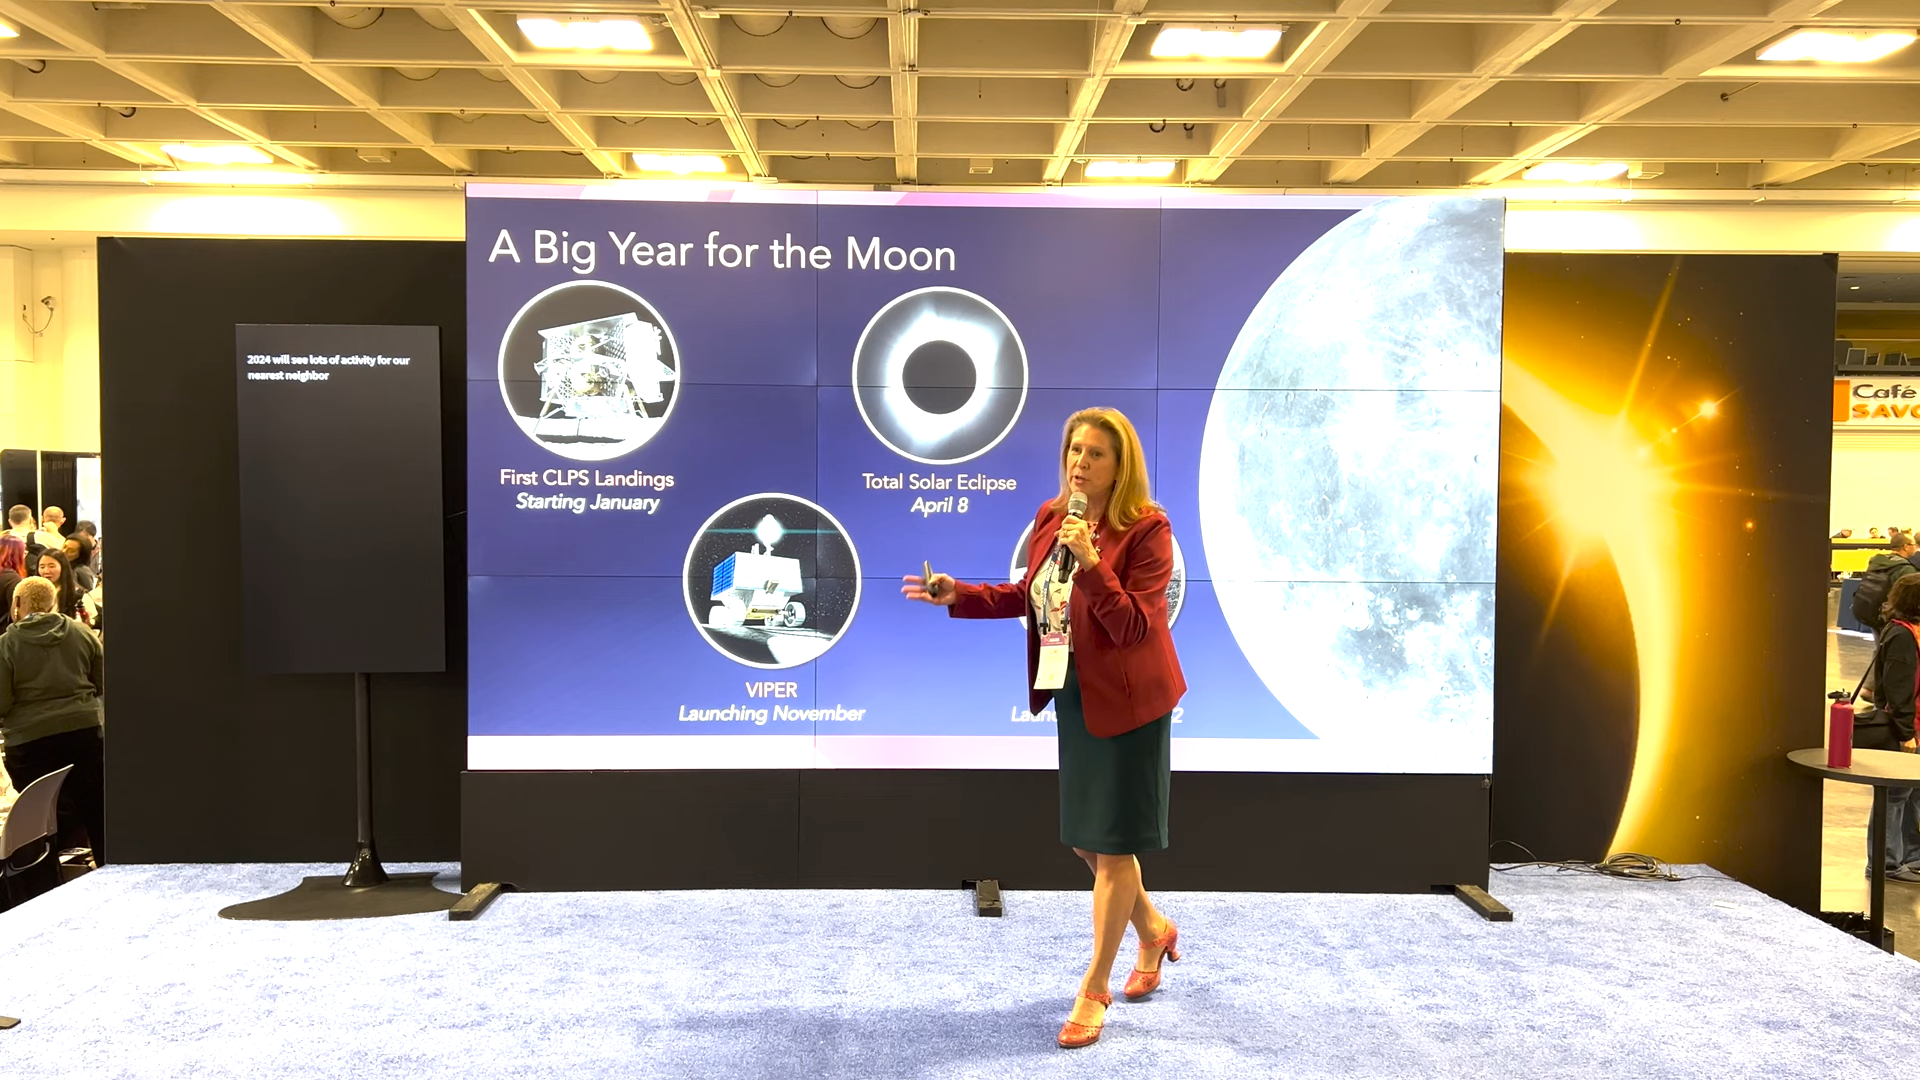 A Big Year for the Moon
2024 will see lots of activity for our
nearest neighbor
First CLPS Landings
Starting January
Total Solar Eclipse
April 8
VIPER
Launching November
Café